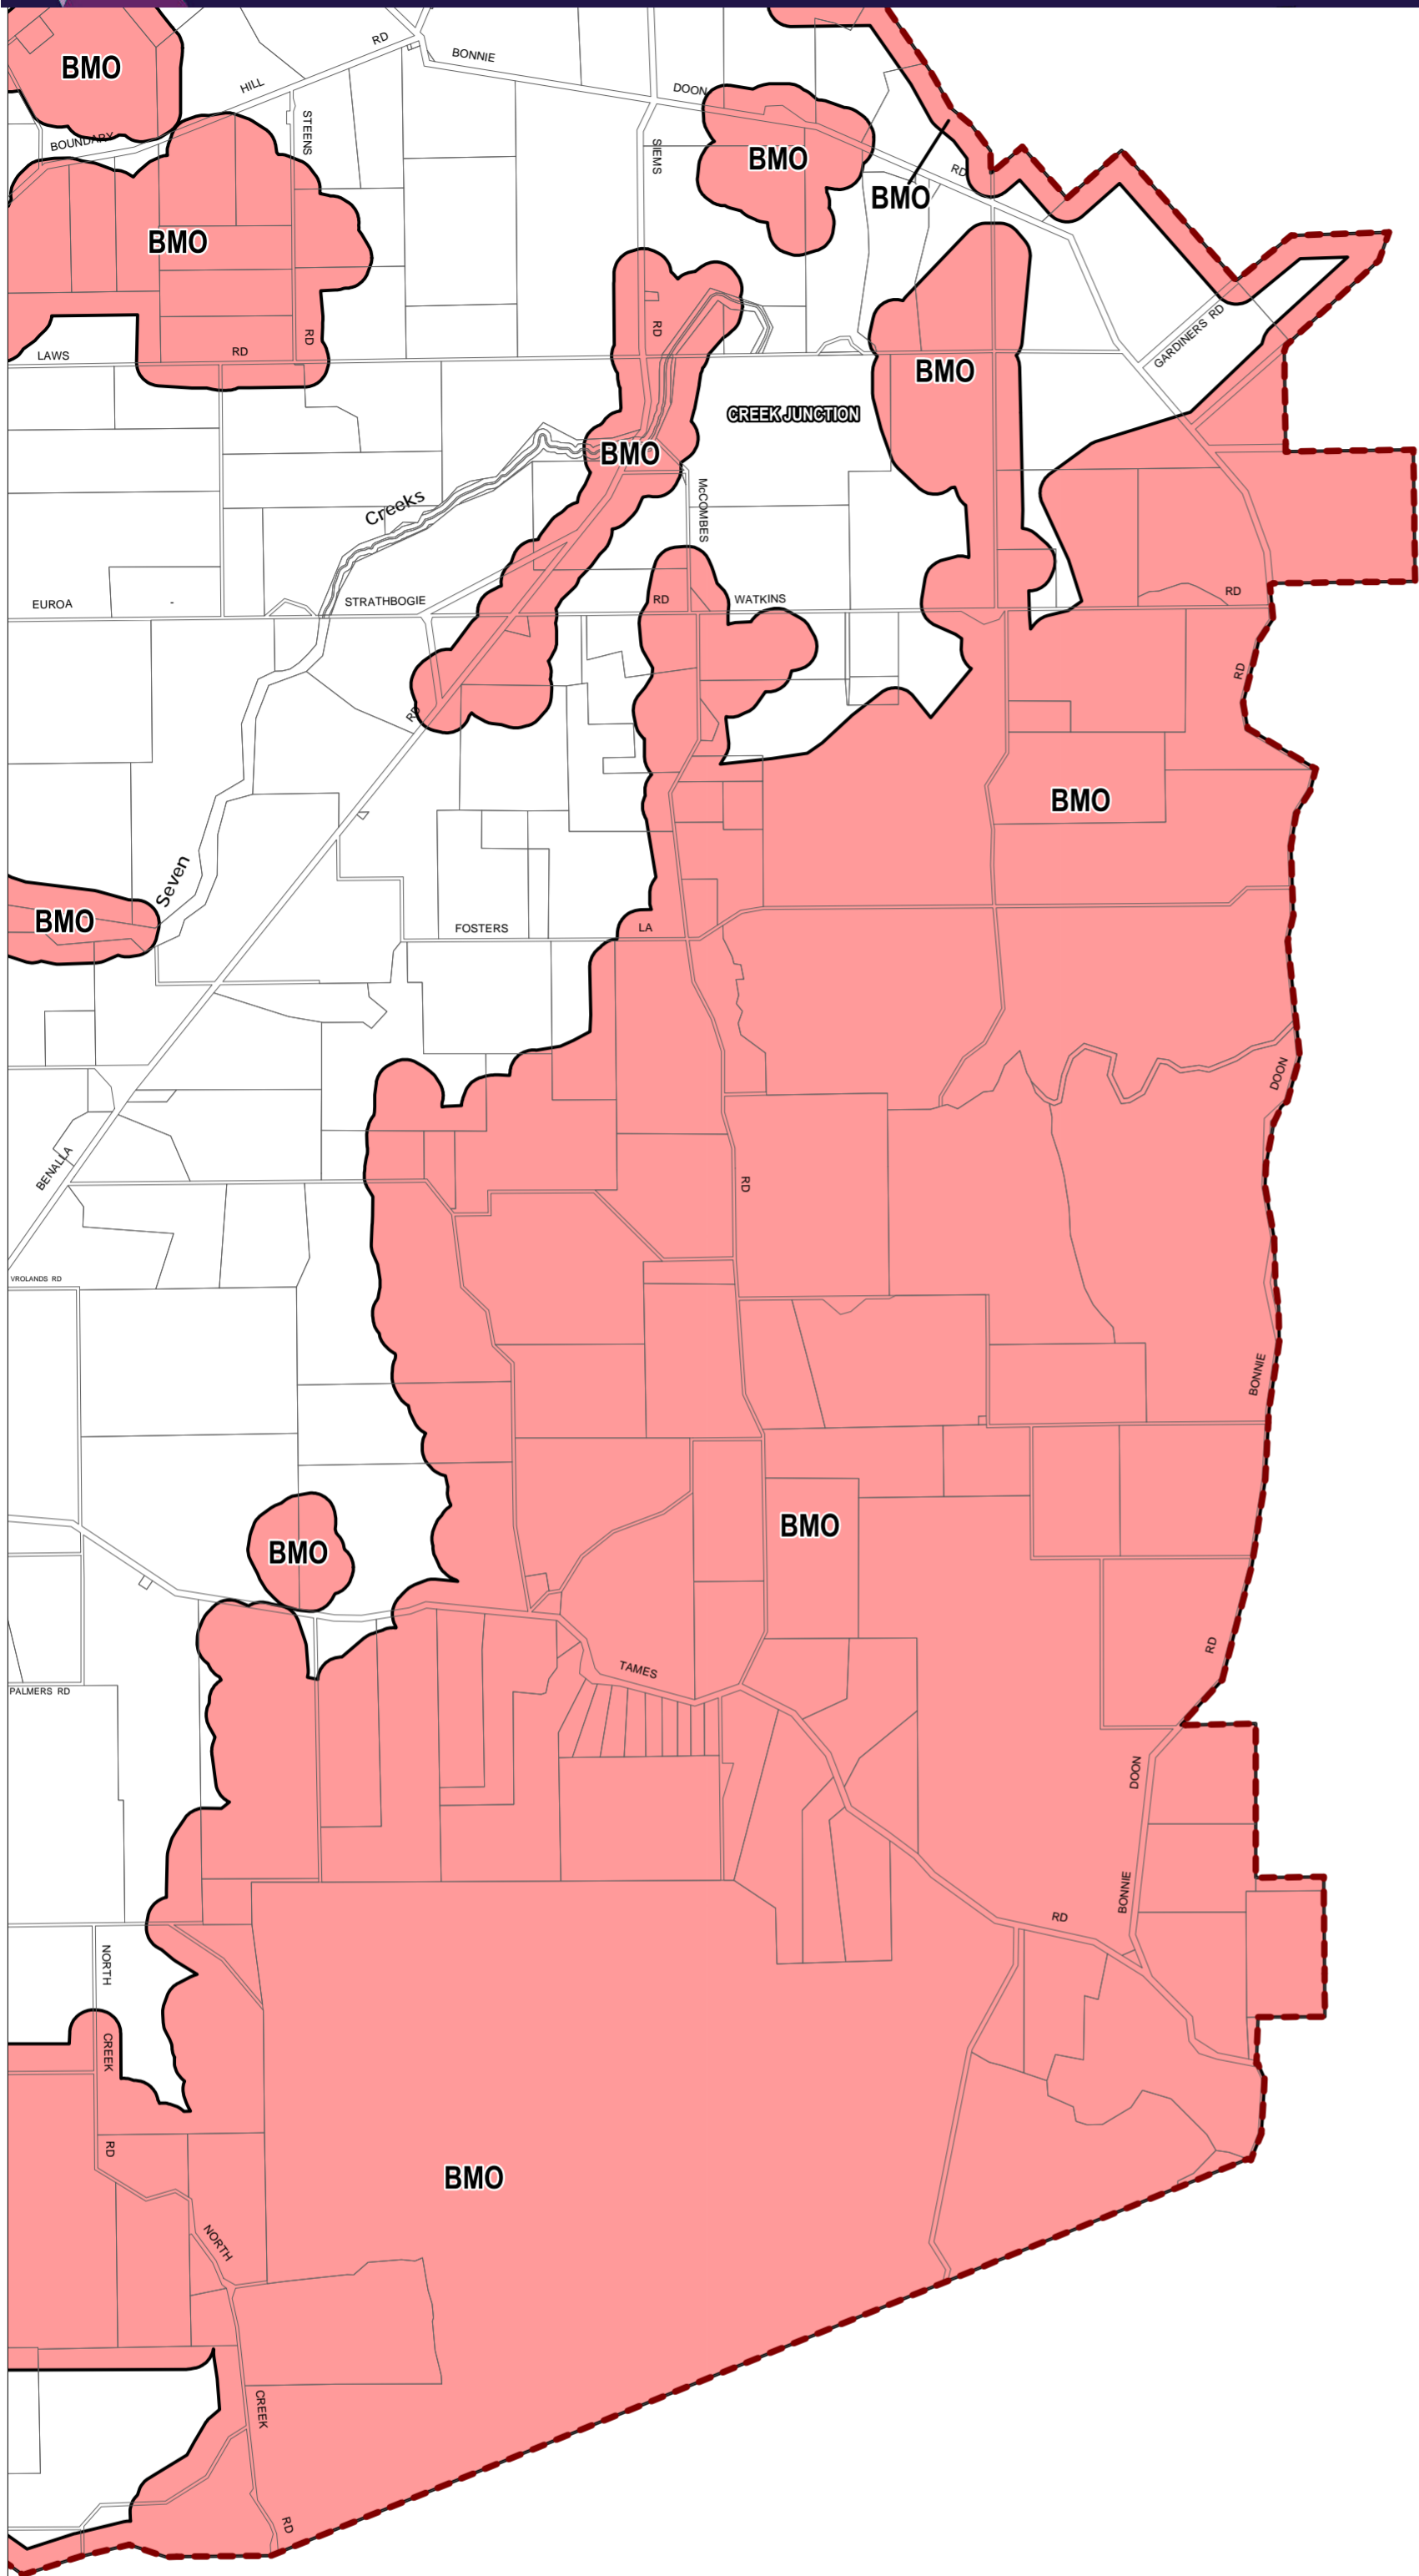 RD
BONNIE
BMO
HILL
DOON
STEENS
BOUNDARY
SIEMS
BMO
RD
BMO
BMO
GARDINERS RD
RD
RD
LAWS
RD
BMO
CREEK JUNCTION
BMO
McCOMBES
Creeks
EUROA
STRATHBOGIE
RD
WATKINS
RD
RD
RD
BMO
Seven
BMO
FOSTERS
LA
DOON
BENALLA
RD
VROLANDS RD
BONNIE
BMO
BMO
RD
TAMES
PALMERS RD
DOON
BONNIE
RD
NORTH
CREEK
RD
BMO
NORTH
CREEK
RD